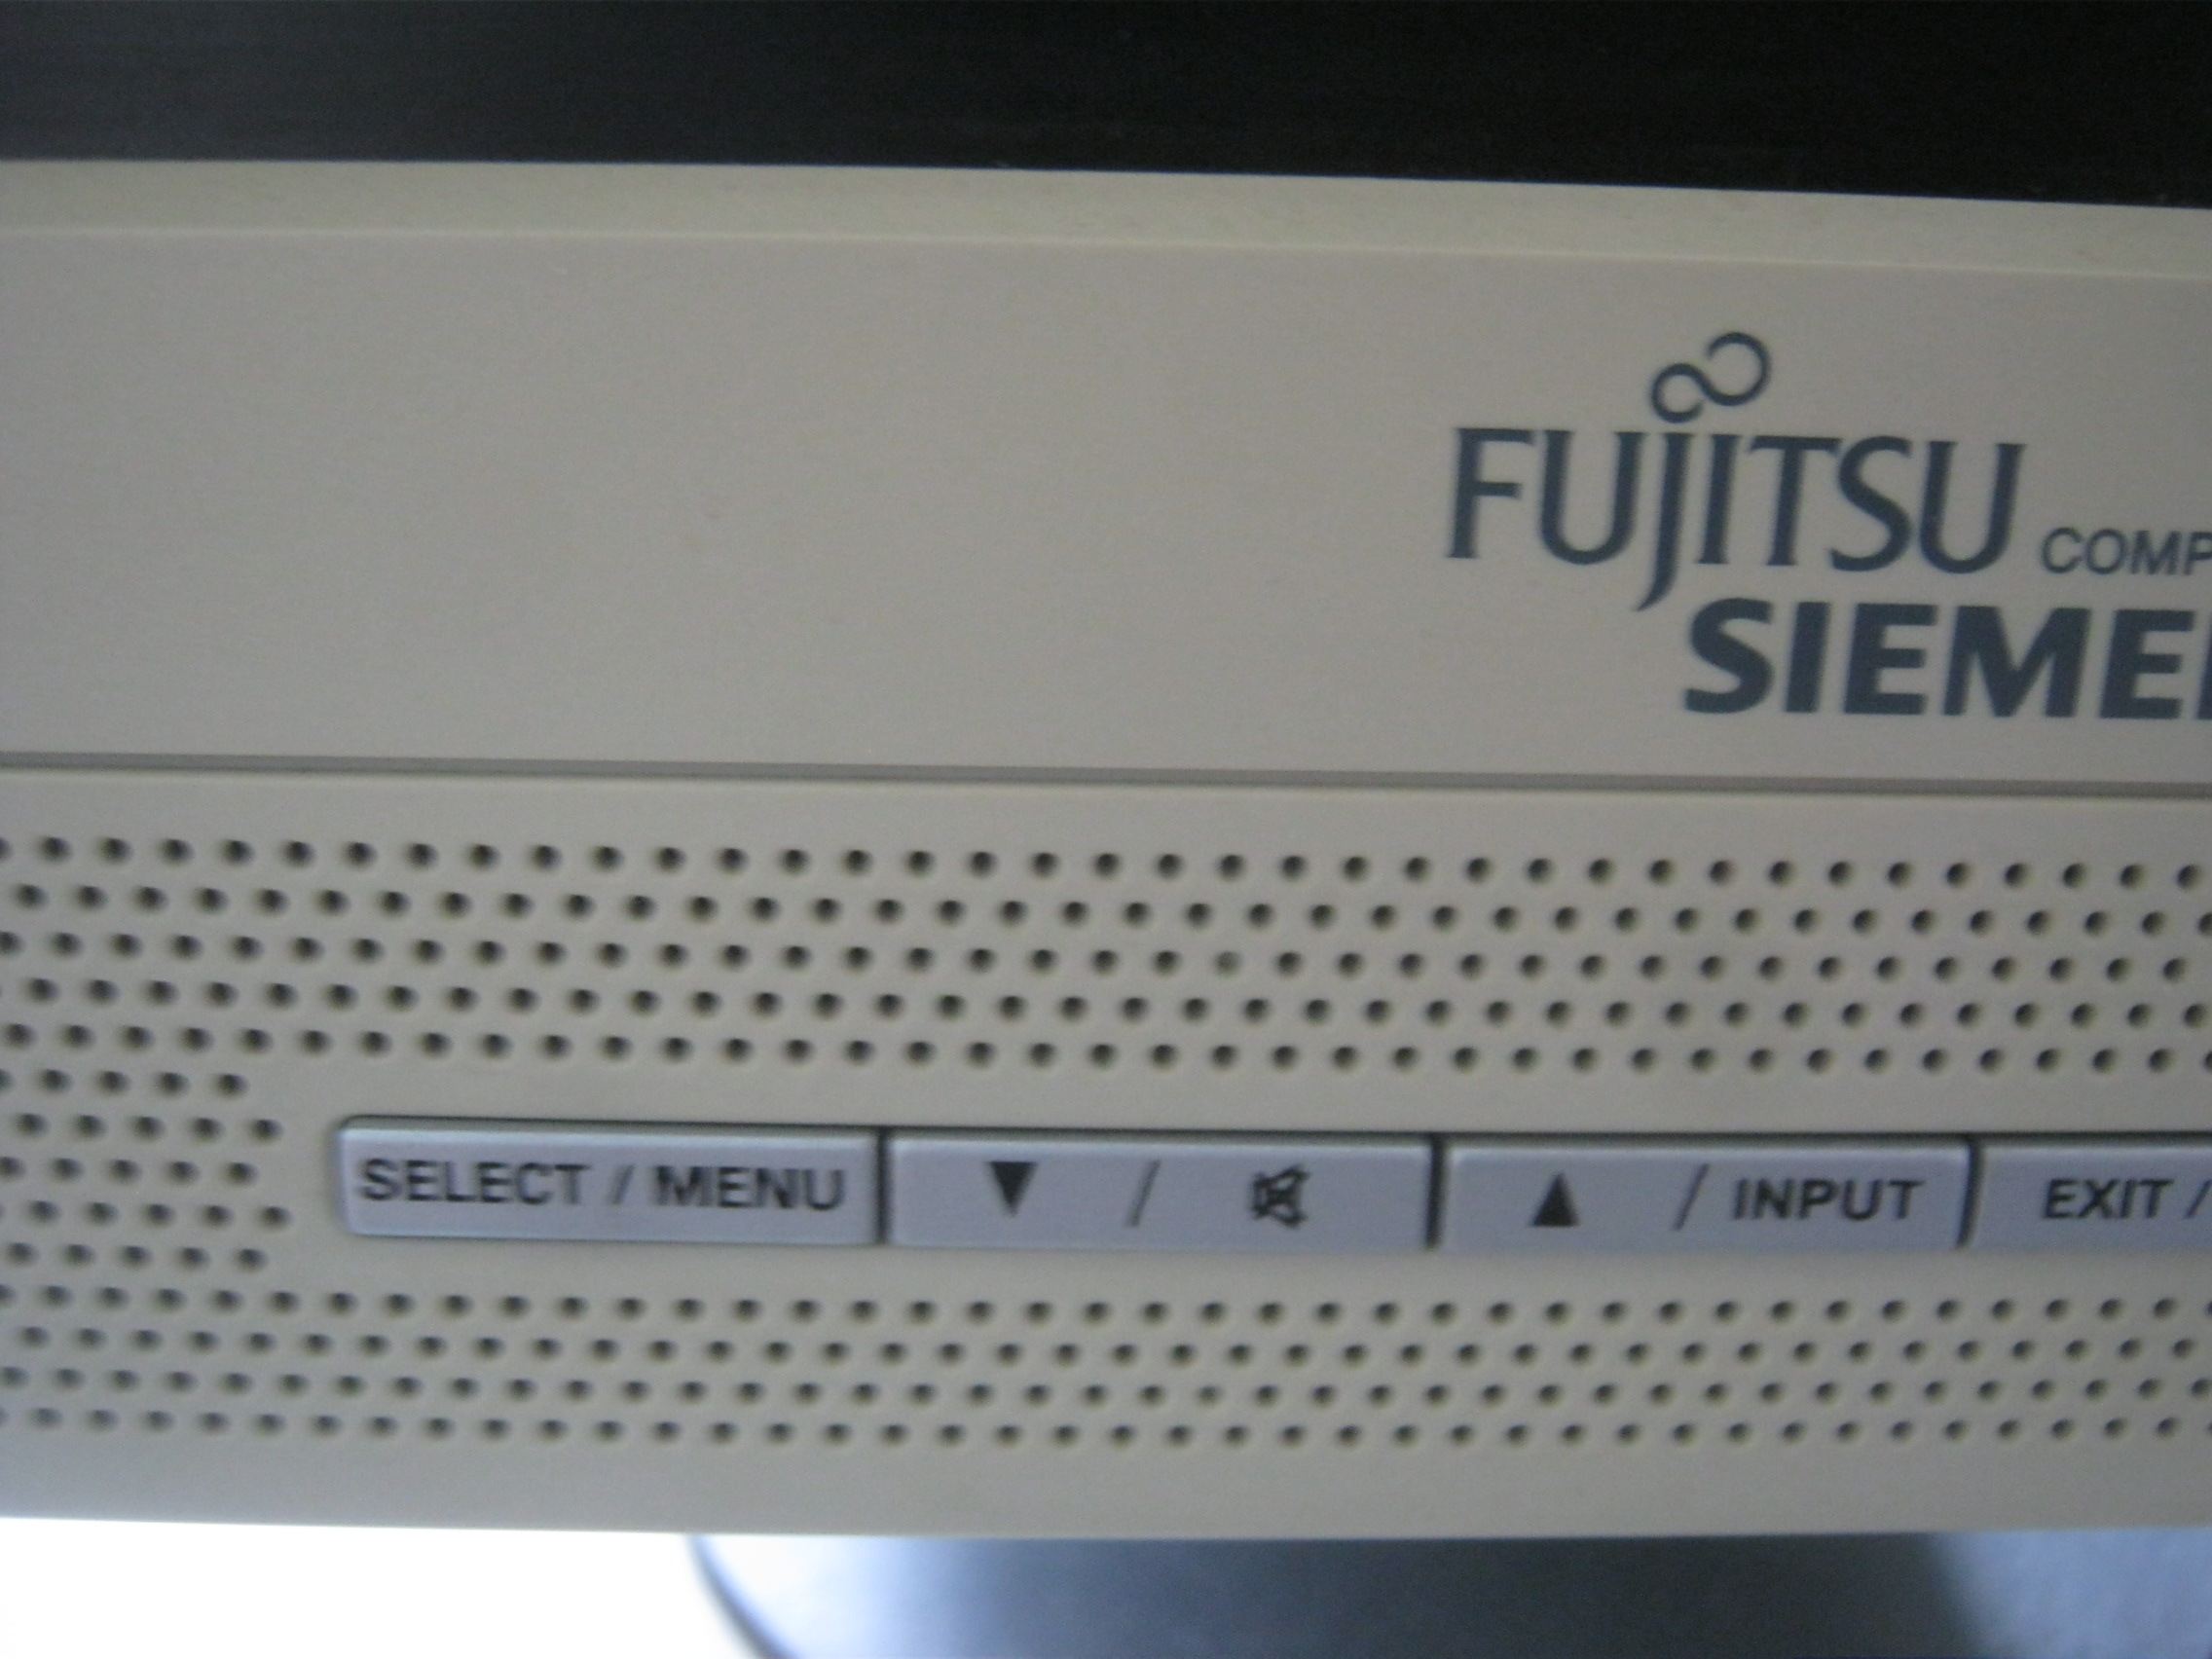 FUJITSU COMP
SIEME
SELECT / MENU ▼ / ▲ / INPUT EXIT /